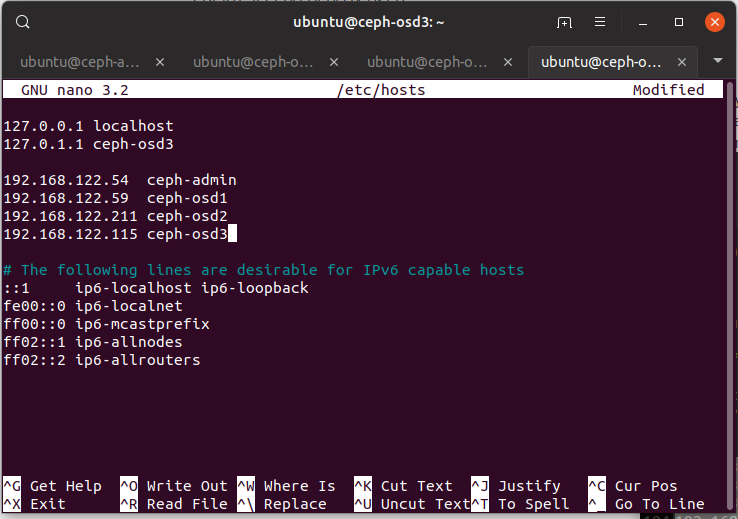 ubuntu@ceph-osd3: ~
ubuntu@ceph-a... ubuntu@ceph-o... ubuntu@ceph-o... ubuntu@ceph-o...
GNU nano 3.2 /etc/hosts Modified
127.0.0.1 localhost
127.0.1.1 ceph-osd3
192.168.122.54 ceph-admin
192.168.122.59 ceph-osd1
192.168.122.211 ceph-osd2
192.168.122.115 ceph-osd3
# The following lines are desirable for IPv6 capable hosts
::1 ip6-localhost ip6-loopback
fe00::0 ip6-localnet
ff00::0 ip6-mcastprefix
ff02::1 ip6-allnodes
ff02::2 ip6-allrouters
^G Get Help ^O Write Out ^W Where Is ^K Cut Text ^J Justify ^C Cur Pos
^X Exit ^R Read File ^\ Replace ^U Uncut Text ^T To Spell ^_ Go To Line